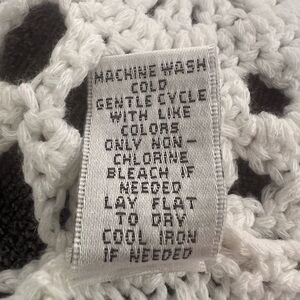 MACHINE WASH
COLD
GENTLE CYCLE
WITH LIKE
COLORS
ONLY NON-
CHLORINE
BLEACH IF
NEEDED
LAY FLAT
TO DRY
COOL IRON
IF NEEDED